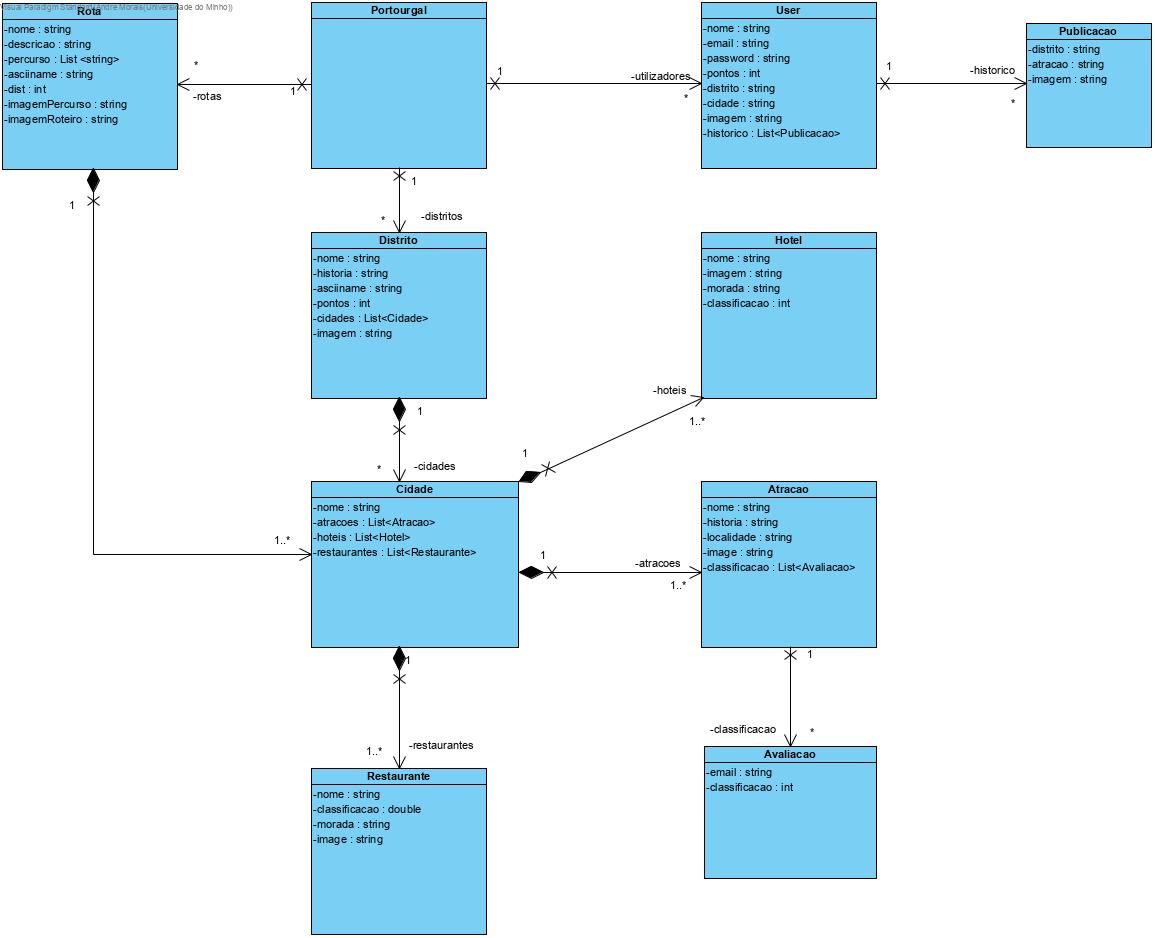 Visual Paradigm Standard(Andre Morais(Universidade do Minho))
Rota
-nome : string
-descricao : string
-percurso : List <string>
-asciiname : string
-dist : int
-imagemPercurso : string
-imagemRoteiro : string
Portourgal
User
-nome : string
-email : string
-password : string
-pontos : int
-distrito : string
-cidade : string
-imagem : string
-historico : List<Publicacao>
Publicacao
-distrito : string
-atracao : string
-imagem : string
*
-rotas
1
1
-utilizadores
*
1
-historico
*
1
1
*
-distritos
Distrito
-nome : string
-historia : string
-asciiname : string
-pontos : int
-cidades : List<Cidade>
-imagem : string
Hotel
-nome : string
-imagem : string
-morada : string
-classificacao : int
1
*
-cidades
1
-hoteis
1..*
Cidade
-nome : string
-atracoes : List<Atracao>
-hoteis : List<Hotel>
-restaurantes : List<Restaurante>
1..*
Atracao
-nome : string
-historia : string
-localidade : string
-image : string
-classificacao : List<Avaliacao>
1
-atracoes
1..*
1
1..*
-restaurantes
1
-classificacao
*
Restaurante
-nome : string
-classificacao : double
-morada : string
-image : string
Avaliacao
-email : string
-classificacao : int